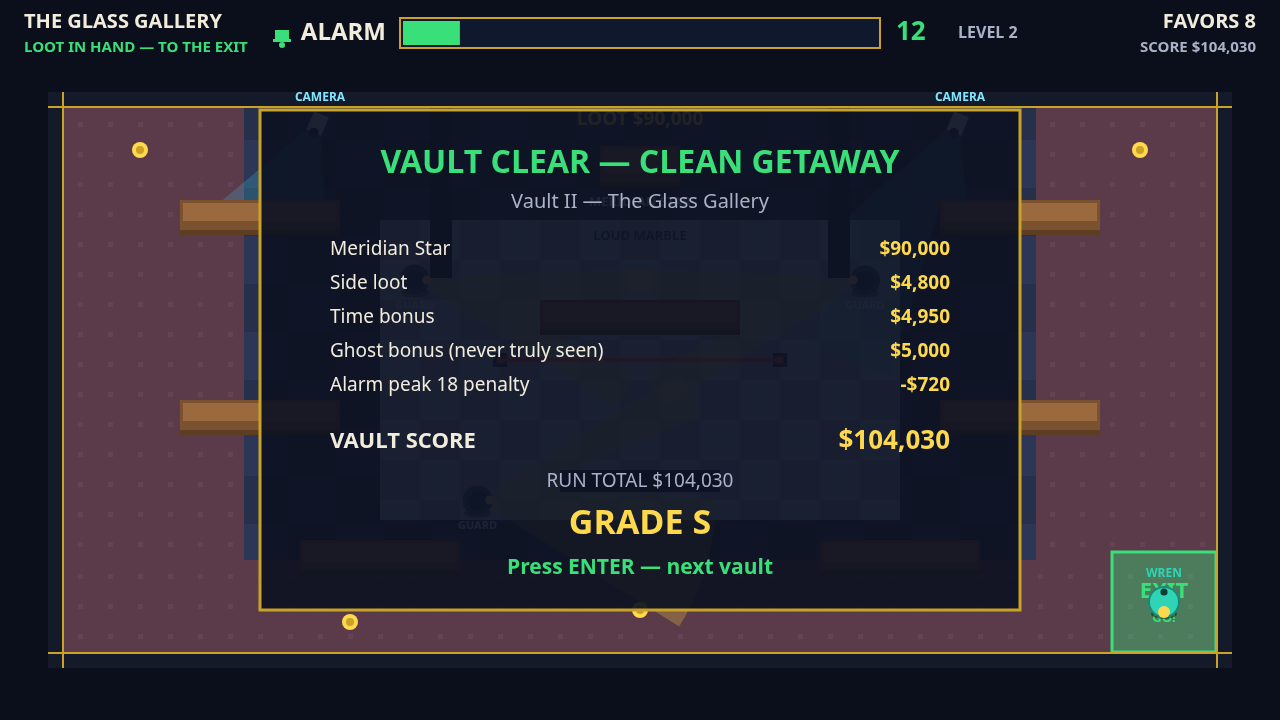 THE GLASS GALLERY
LOOT IN HAND — TO THE EXIT
ALARM
12
LEVEL 2
FAVORS 8
SCORE $104,030
CAMERA
CAMERA
LOOT $90,000
VAULT CLEAR — CLEAN GETAWAY
Vault II — The Glass Gallery
LOUD MARBLE
Meridian Star $90,000
Side loot $4,800
Time bonus $4,950
GUARD
Ghost bonus (never truly seen) $5,000
Alarm peak 18 penalty -$720
VAULT SCORE $104,030
RUN TOTAL $104,030
GRADE S
GUARD
Press ENTER — next vault
WREN
EXIT
GO!